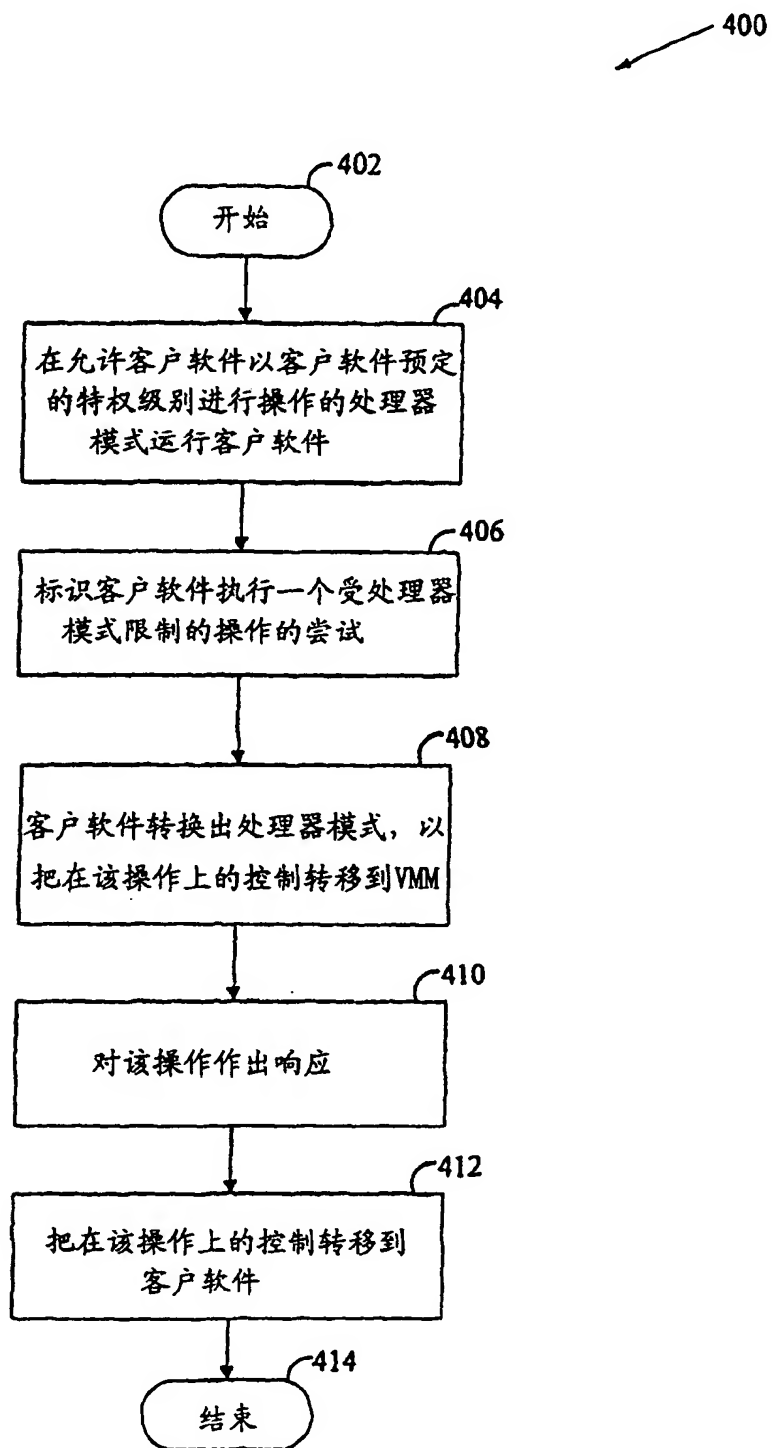 400
402
开始
404
在允许客户软件以客户软件预定
的特权级别进行操作的处理器
模式运行客户软件
406
标识客户软件执行一个受处理器
模式限制的操作的尝试
408
客户软件转换出处理器模式，以
把在该操作上的控制转移到VMM
410
对该操作作出响应
412
把在该操作上的控制转移到
客户软件
414
结束